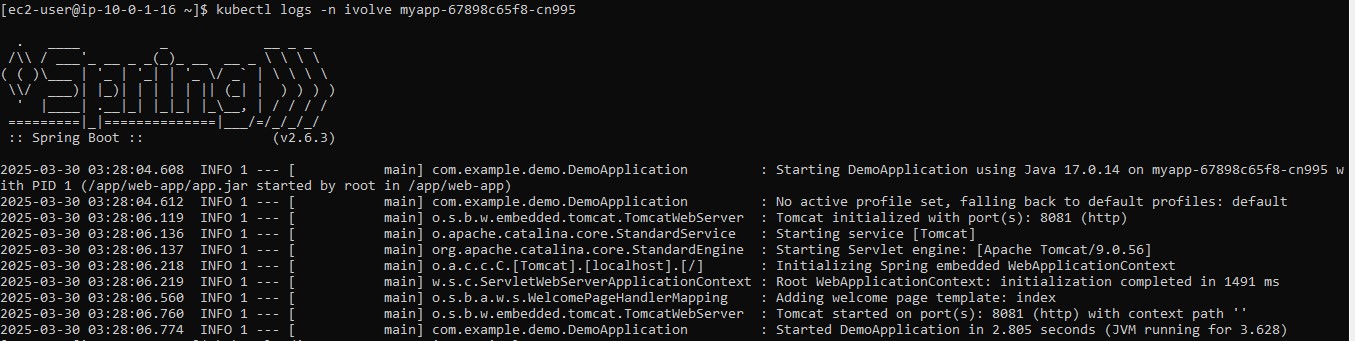 [ec2-user@ip-10-0-1-16 ~]$ kubectl logs -n ivolve myapp-67898c65f8-cn995

  .   ____          _            __ _ _
 /\\ / ___'_ __ _ _(_)_ __  __ _ \ \ \ \
( ( )\___ | '_ | '_| | '_ \/ _` | \ \ \ \
 \\/  ___)| |_)| | | | | || (_| |  ) ) ) )
  '  |____| .__|_| |_|_| |_\__, | / / / /
 =========|_|==============|___/=/_/_/_/
 :: Spring Boot ::                (v2.6.3)

2025-03-30 03:28:04.608  INFO 1 --- [           main] com.example.demo.DemoApplication         : Starting DemoApplication using Java 17.0.14 on myapp-67898c65f8-cn995 w
ith PID 1 (/app/web-app/app.jar started by root in /app/web-app)
2025-03-30 03:28:04.612  INFO 1 --- [           main] com.example.demo.DemoApplication         : No active profile set, falling back to default profiles: default
2025-03-30 03:28:06.119  INFO 1 --- [           main] o.s.b.w.embedded.tomcat.TomcatWebServer  : Tomcat initialized with port(s): 8081 (http)
2025-03-30 03:28:06.136  INFO 1 --- [           main] o.apache.catalina.core.StandardService   : Starting service [Tomcat]
2025-03-30 03:28:06.137  INFO 1 --- [           main] org.apache.catalina.core.StandardEngine  : Starting Servlet engine: [Apache Tomcat/9.0.56]
2025-03-30 03:28:06.218  INFO 1 --- [           main] o.a.c.c.C.[Tomcat].[localhost].[/]       : Initializing Spring embedded WebApplicationContext
2025-03-30 03:28:06.219  INFO 1 --- [           main] w.s.c.ServletWebServerApplicationContext : Root WebApplicationContext: initialization completed in 1491 ms
2025-03-30 03:28:06.560  INFO 1 --- [           main] o.s.b.a.w.s.WelcomePageHandlerMapping    : Adding welcome page template: index
2025-03-30 03:28:06.760  INFO 1 --- [           main] o.s.b.w.embedded.tomcat.TomcatWebServer  : Tomcat started on port(s): 8081 (http) with context path ''
2025-03-30 03:28:06.774  INFO 1 --- [           main] com.example.demo.DemoApplication         : Started DemoApplication in 2.805 seconds (JVM running for 3.628)